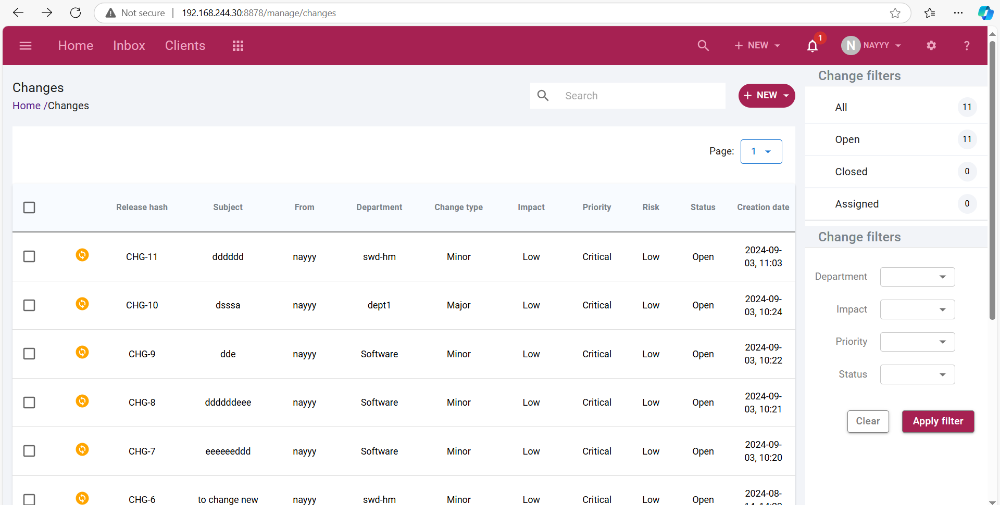 Not secure 192.168.244.30:8878/manage/changes
Home Inbox Clients + NEW 1 N NAYYY ?
Changes
Home /Changes
Search
+ NEW
Page: 1
Release hash Subject From Department Change type Impact Priority Risk Status Creation date
CHG-11 dddddd nayyy swd-hm Minor Low Critical Low Open 2024-09-
03, 11:03
CHG-10 dsssa nayyy dept1 Major Low Critical Low Open 2024-09-
03, 10:24
CHG-9 dde nayyy Software Minor Low Critical Low Open 2024-09-
03, 10:22
CHG-8 ddddddeee nayyy Software Minor Low Critical Low Open 2024-09-
03, 10:21
CHG-7 eeeeeeddd nayyy Software Minor Low Critical Low Open 2024-09-
03, 10:20
CHG-6 to change new nayyy swd-hm Minor Low Critical Low Open 2024-08-
Change filters
All 11
Open 11
Closed 0
Assigned 0
Change filters
Department
Impact
Priority
Status
Clear Apply filter